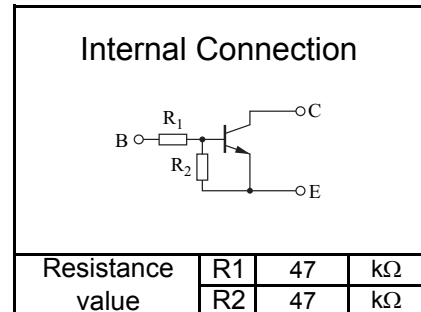 Internal Connection
C
R1
B
R2
E
Resistance value R1 47 kΩ
R2 47 kΩ